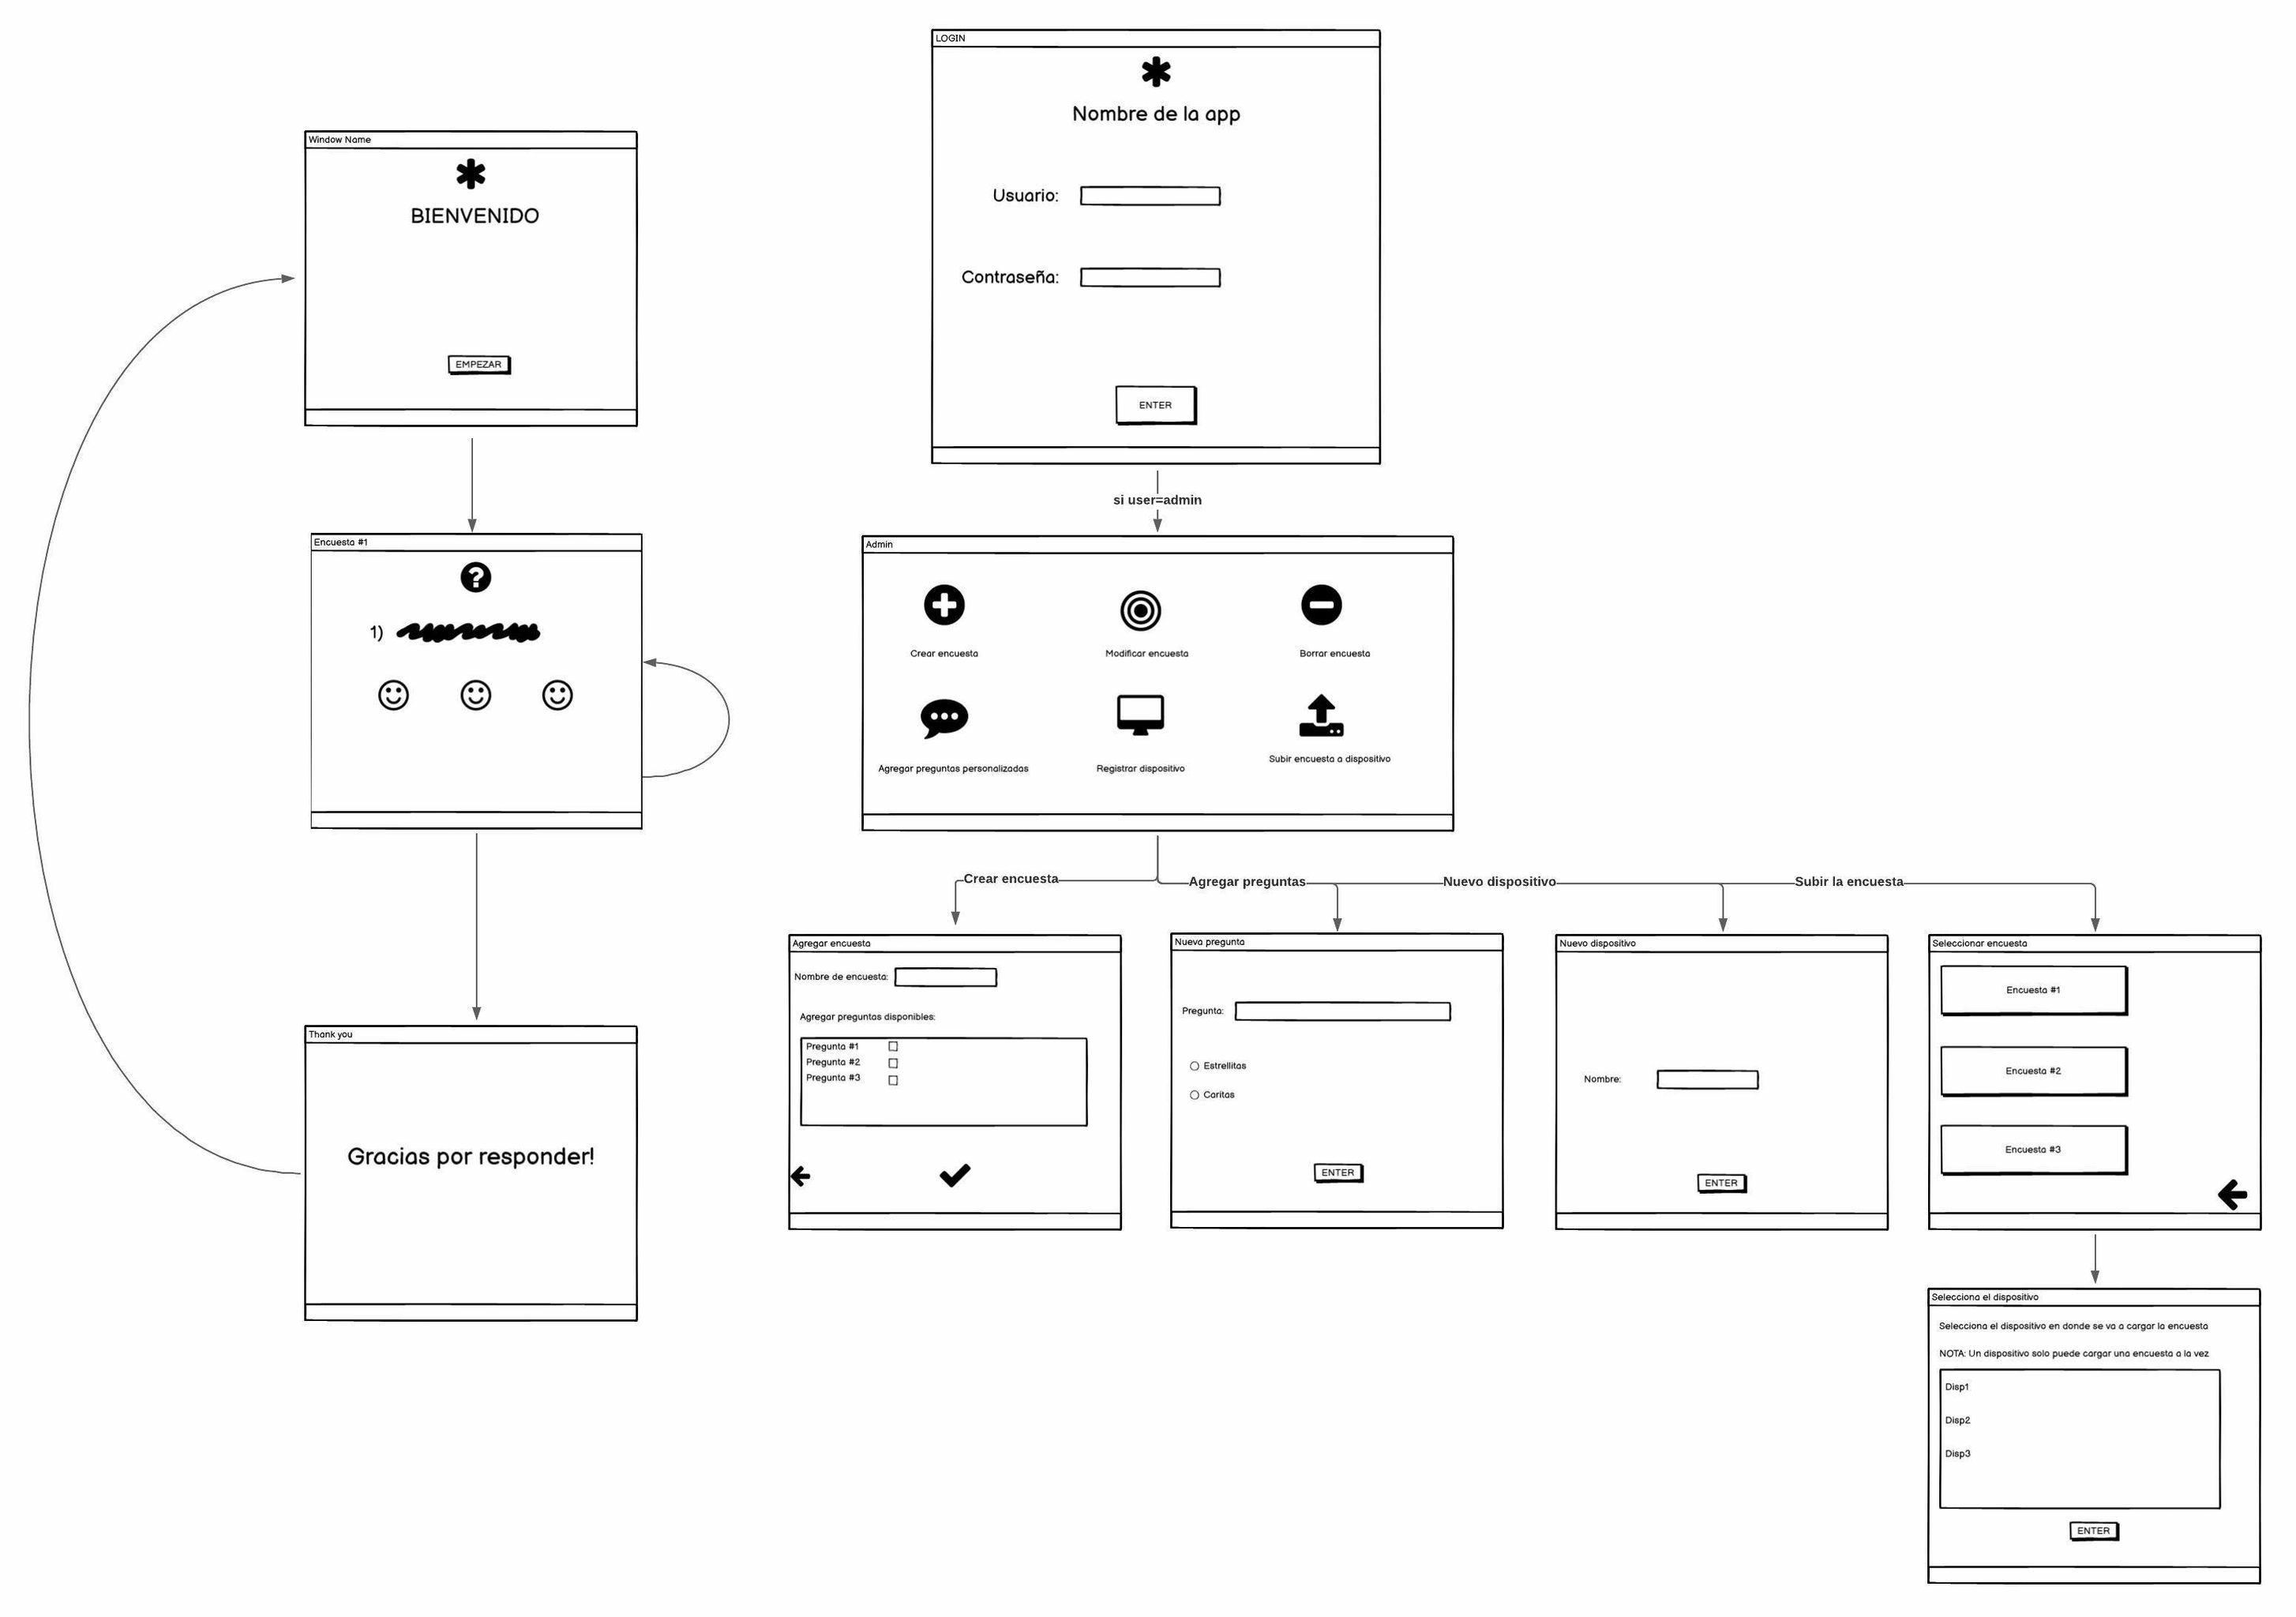 Window Name
BIENVENIDO
EMPEZAR
Encuesta #1
1)
Thank you
Gracias por responder!
LOGIN
Nombre de la app
Usuario:
Contraseña:
ENTER
si user=admin
Admin
Crear encuesta
Modificar encuesta
Borrar encuesta
Agregar preguntas personalizadas
Registrar dispositivo
Subir encuesta a dispositivo
Crear encuesta
Agregar preguntas
Nuevo dispositivo
Subir la encuesta
Agregar encuesta
Nombre de encuesta:
Agregar preguntas disponibles:
Pregunta #1
Pregunta #2
Pregunta #3
Nueva pregunta
Pregunta:
Estrellitas
Caritas
ENTER
Nuevo dispositivo
Nombre:
ENTER
Seleccionar encuesta
Encuesta #1
Encuesta #2
Encuesta #3
Selecciona el dispositivo
Selecciona el dispositivo en donde se va a cargar la encuesta
NOTA: Un dispositivo solo puede cargar una encuesta a la vez
Disp1
Disp2
Disp3
ENTER